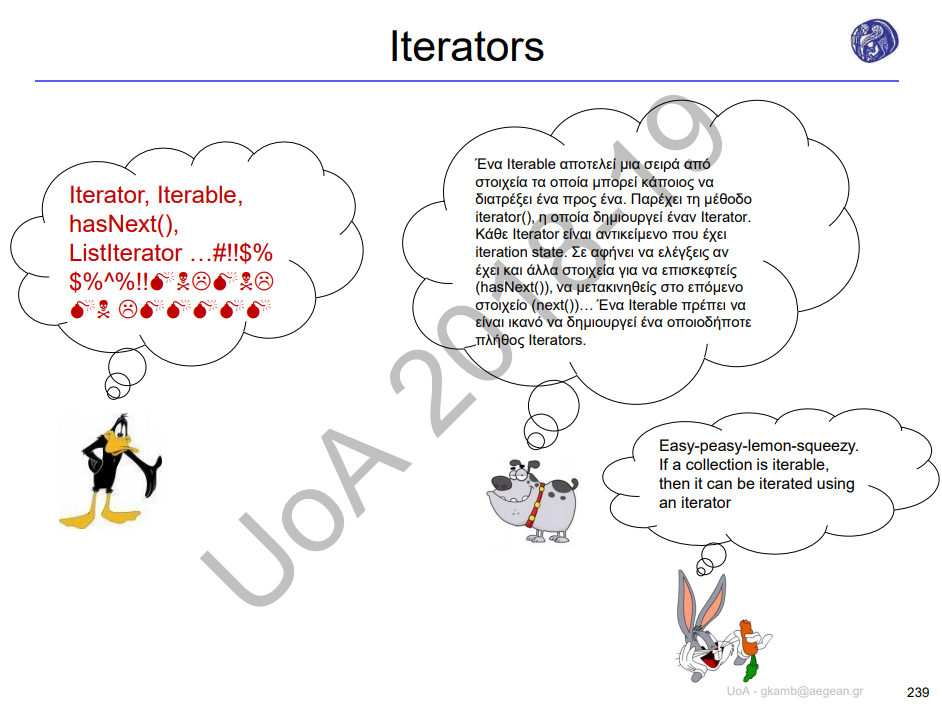 Iterators
Iterator, Iterable,
hasNext(),
ListIterator …#!!$%
$%^%!!💣☠☹💣☠☹
💣☠ ☹💣💣💣💣💣
Ένα Iterable αποτελεί μια σειρά από
στοιχεία τα οποία μπορεί κάποιος να
διατρέξει ένα προς ένα. Παρέχει τη μέθοδο
iterator(), η οποία δημιουργεί έναν Iterator.
Κάθε Iterator είναι αντικείμενο που έχει
iteration state. Σε αφήνει να ελέγξεις αν
έχει και άλλα στοιχεία για να επισκεφτείς
(hasNext()), να μετακινηθείς στο επόμενο
στοιχείο (next())… Ένα Iterable πρέπει να
είναι ικανό να δημιουργεί ένα οποιοδήποτε
πλήθος Iterators.
Easy-peasy-lemon-squeezy.
If a collection is iterable,
then it can be iterated using
an iterator
UoA 2018-19
UoA - gkamb@aegean.gr
239